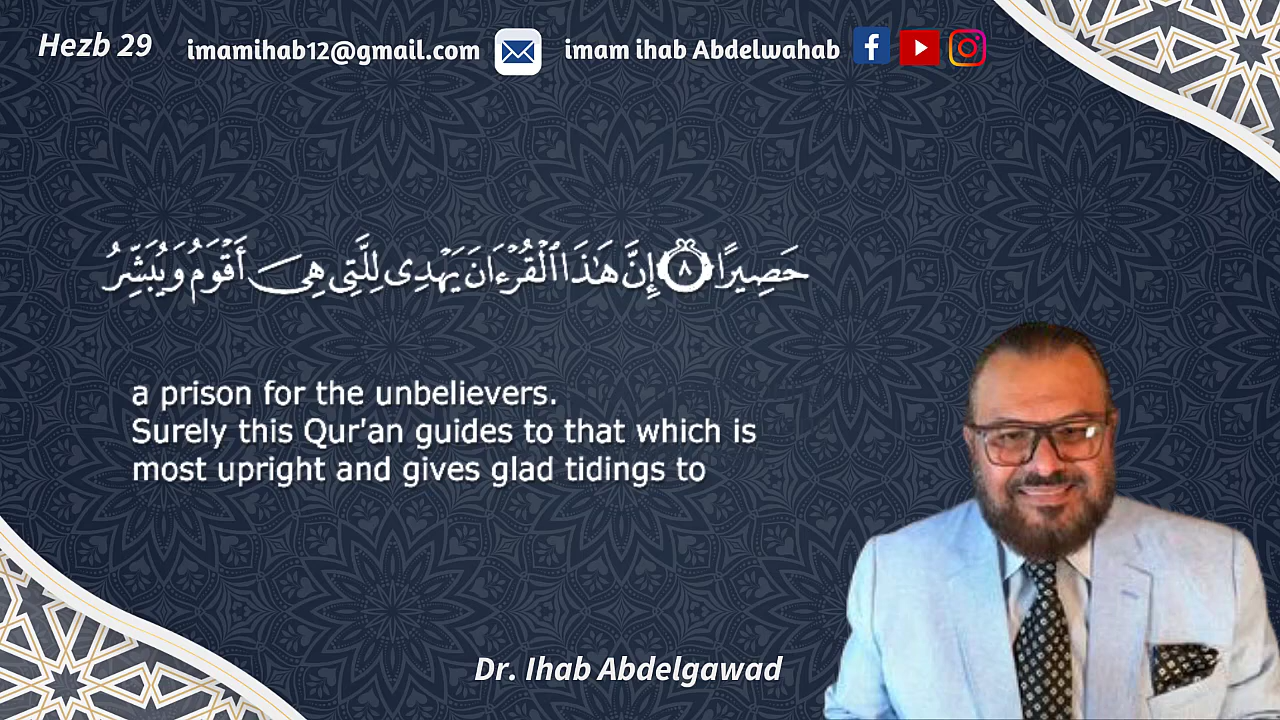 Hezb 29
imamihab12@gmail.com
imam ihab Abdelwahab
حَصِيرًا ٨ إِنَّ هَـٰذَا ٱلْقُرْءَانَ يَهْدِى لِلَّتِى هِىَ أَقْوَمُ وَيُبَشِّرُ
a prison for the unbelievers.
Surely this Qur'an guides to that which is
most upright and gives glad tidings to
Dr. Ihab Abdelgawad